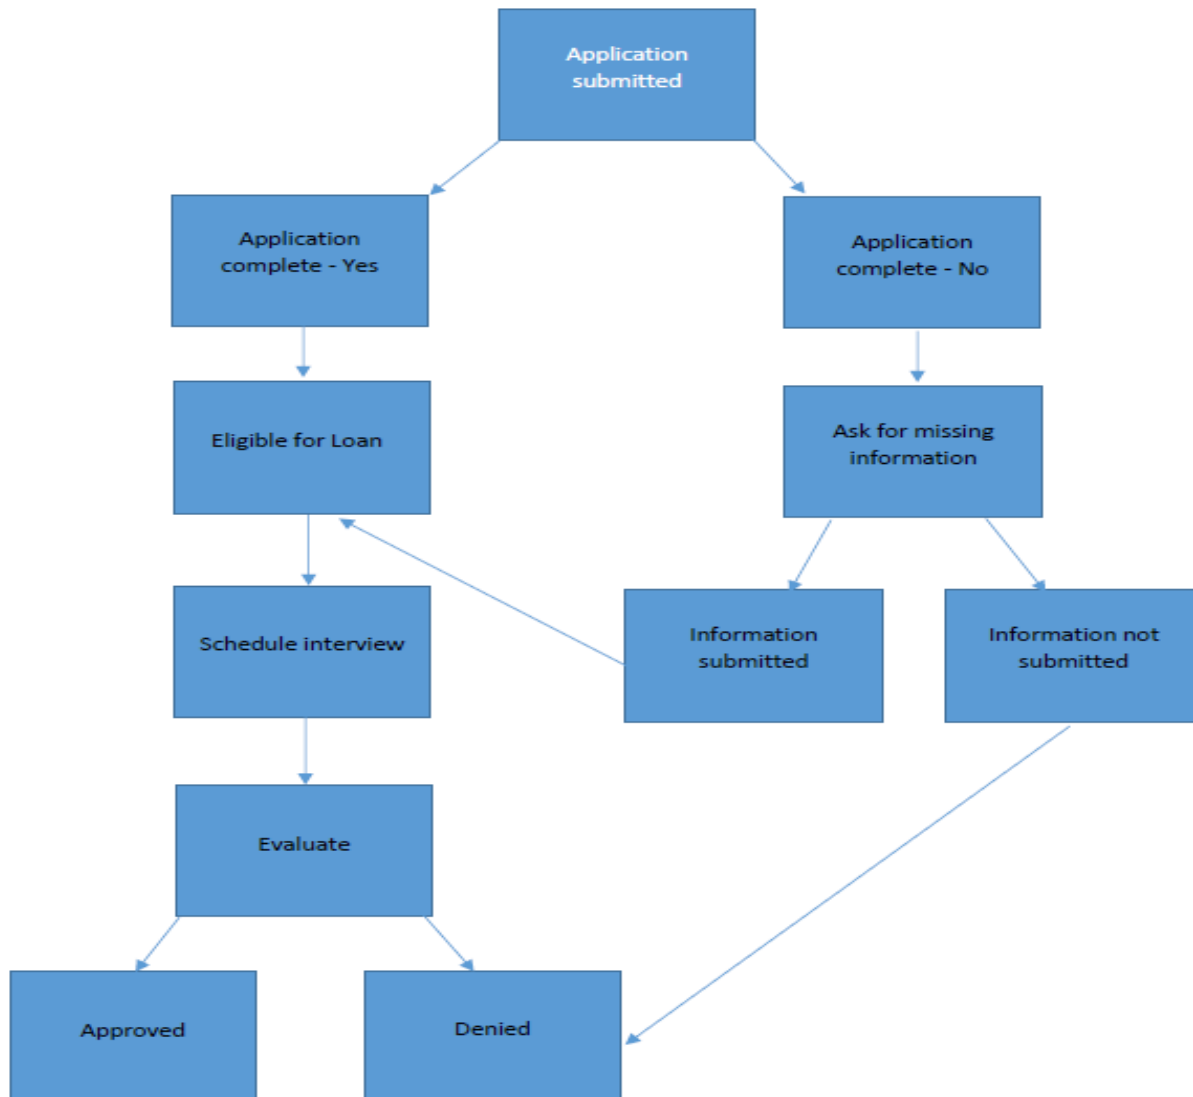 Application
submitted
Application
complete - Yes
Application
complete - No
Eligible for Loan
Ask for missing
information
Schedule interview
Information
submitted
Information not
submitted
Evaluate
Approved
Denied